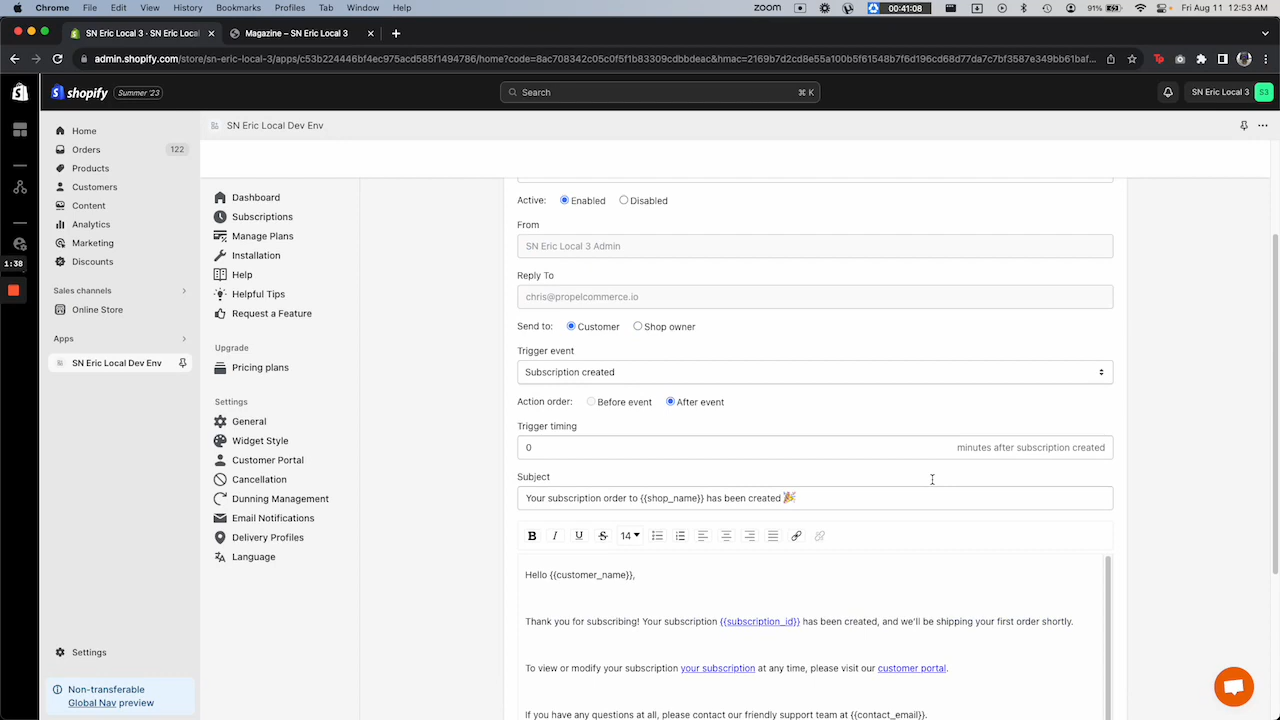 Chrome File Edit View History Bookmarks Profiles Tab Window Help ZOOM 00:41:08 91% Fri Aug 11 12:53 AM
SN Eric Local 3 · SN Eric Local Magazine – SN Eric Local 3
admin.shopify.com/store/sn-eric-local-3/apps/c53b224446bf4ec975acd585f1494786/home?code=8ac708342c05c0f5f1b83309cdbbdeac&hmac=2169b7d2cd8e55a100b5f61548b7f6d196cd68d77da7c7bf3587e349bb61baf...
shopify Summer '23 Search ⌘ K SN Eric Local 3 S3
SN Eric Local Dev Env
Home
Orders 122
Products
Customers
Content
Analytics
Marketing
Discounts
1:38
Sales channels
Online Store
Apps
SN Eric Local Dev Env
Settings
Non-transferable
Global Nav preview
Dashboard
Subscriptions
Manage Plans
Installation
Help
Helpful Tips
Request a Feature
Upgrade
Pricing plans
Settings
General
Widget Style
Customer Portal
Cancellation
Dunning Management
Email Notifications
Delivery Profiles
Language
Active: Enabled Disabled
From
SN Eric Local 3 Admin
Reply To
chris@propelcommerce.io
Send to: Customer Shop owner
Trigger event
Subscription created
Action order: Before event After event
Trigger timing
0 minutes after subscription created
Subject
Your subscription order to {{shop_name}} has been created 🎉
B I U S 14
Hello {{customer_name}},
Thank you for subscribing! Your subscription {{subscription_id}} has been created, and we'll be shipping your first order shortly.
To view or modify your subscription your subscription at any time, please visit our customer portal.
If you have any questions at all, please contact our friendly support team at {{contact_email}}.